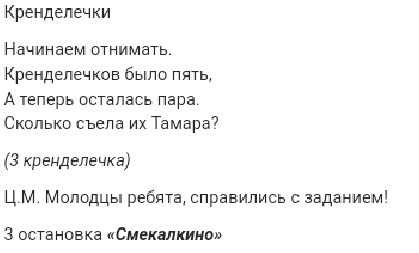 Кренделечки
Начинаем отнимать.
Кренделечков было пять,
А теперь осталась пара.
Сколько съела их Тамара?
(3 кренделечка)
Ц.М. Молодцы ребята, справились с заданием!
3 остановка «Смекалкино»